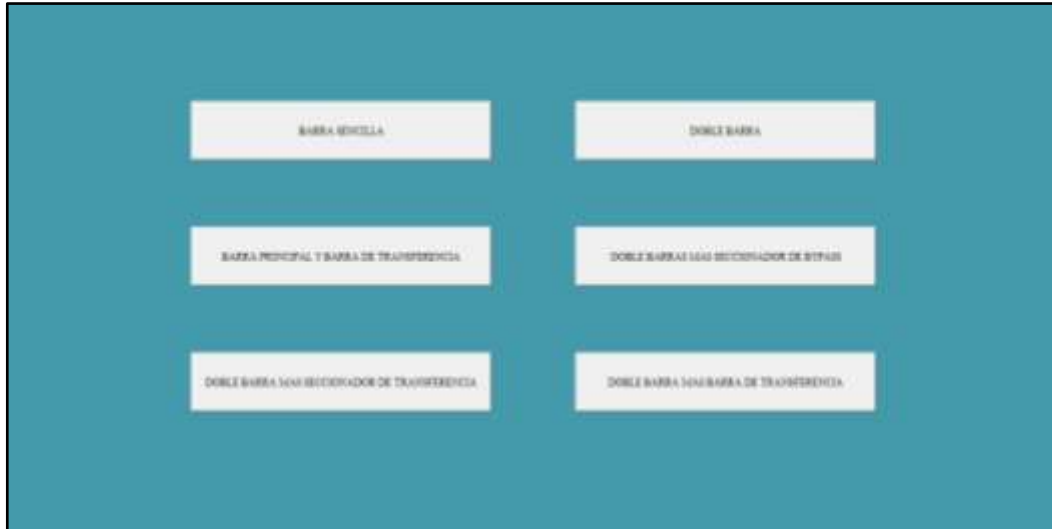 BARRA SENCILLA
DOBLE BARRA
BARRA PRINCIPAL Y BARRA DE TRANSFERENCIA
DOBLE BARRAS MAS SECCIONADOR DE BYPASS
DOBLE BARRA MAS SECCIONADOR DE TRANSFERENCIA
DOBLE BARRA MAS BARRA DE TRANSFERENCIA